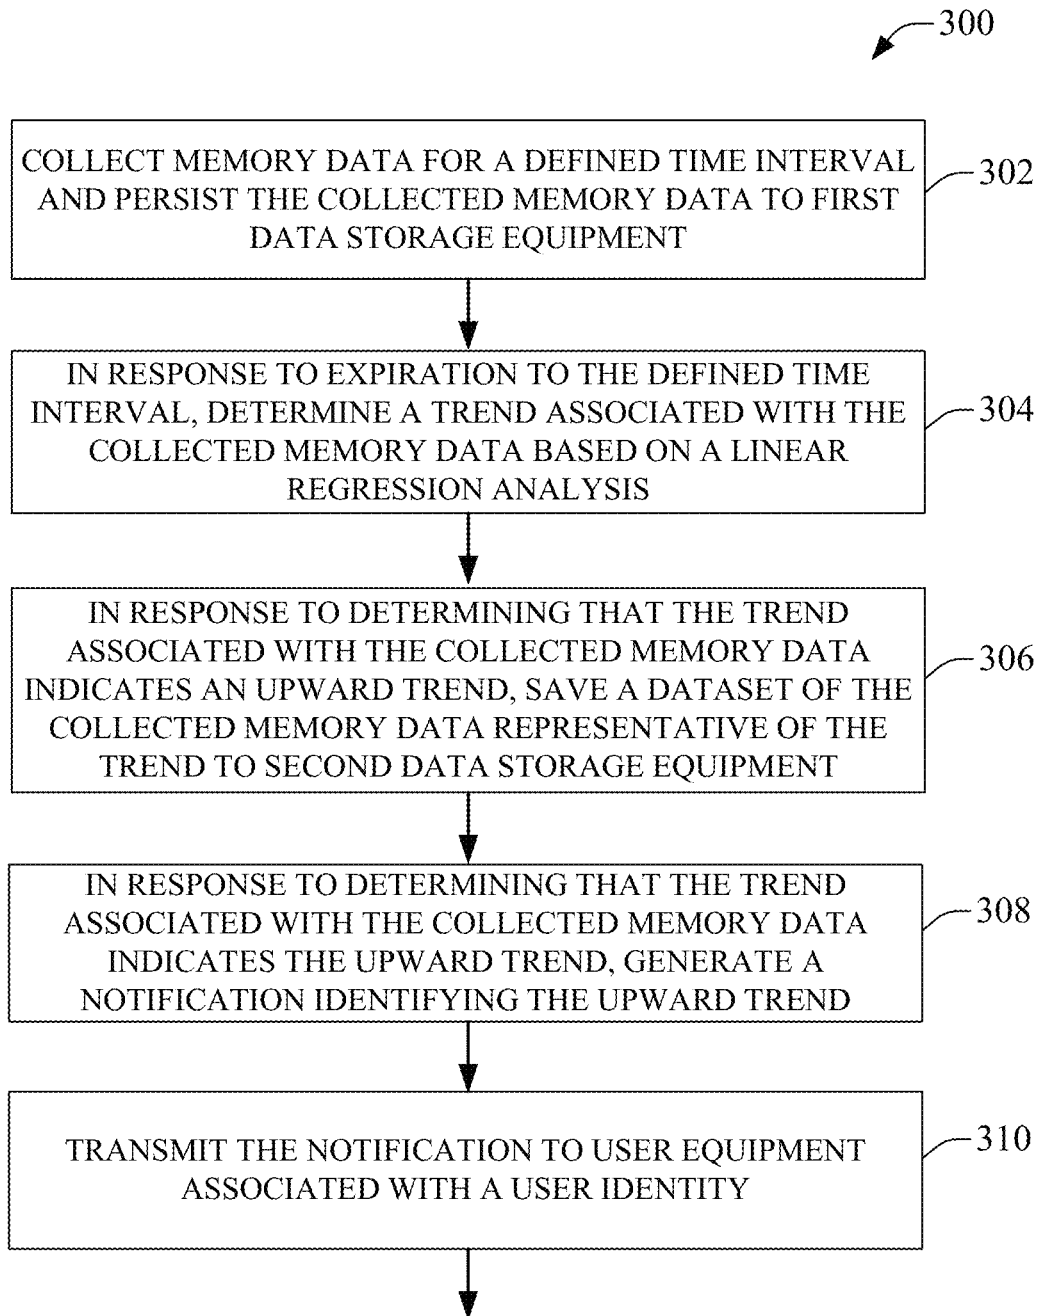 300
COLLECT MEMORY DATA FOR A DEFINED TIME INTERVAL
AND PERSIST THE COLLECTED MEMORY DATA TO FIRST
DATA STORAGE EQUIPMENT
302
IN RESPONSE TO EXPIRATION TO THE DEFINED TIME
INTERVAL, DETERMINE A TREND ASSOCIATED WITH THE
COLLECTED MEMORY DATA BASED ON A LINEAR
REGRESSION ANALYSIS
304
IN RESPONSE TO DETERMINING THAT THE TREND
ASSOCIATED WITH THE COLLECTED MEMORY DATA
INDICATES AN UPWARD TREND, SAVE A DATASET OF THE
COLLECTED MEMORY DATA REPRESENTATIVE OF THE
TREND TO SECOND DATA STORAGE EQUIPMENT
306
IN RESPONSE TO DETERMINING THAT THE TREND
ASSOCIATED WITH THE COLLECTED MEMORY DATA
INDICATES THE UPWARD TREND, GENERATE A
NOTIFICATION IDENTIFYING THE UPWARD TREND
308
TRANSMIT THE NOTIFICATION TO USER EQUIPMENT
ASSOCIATED WITH A USER IDENTITY
310